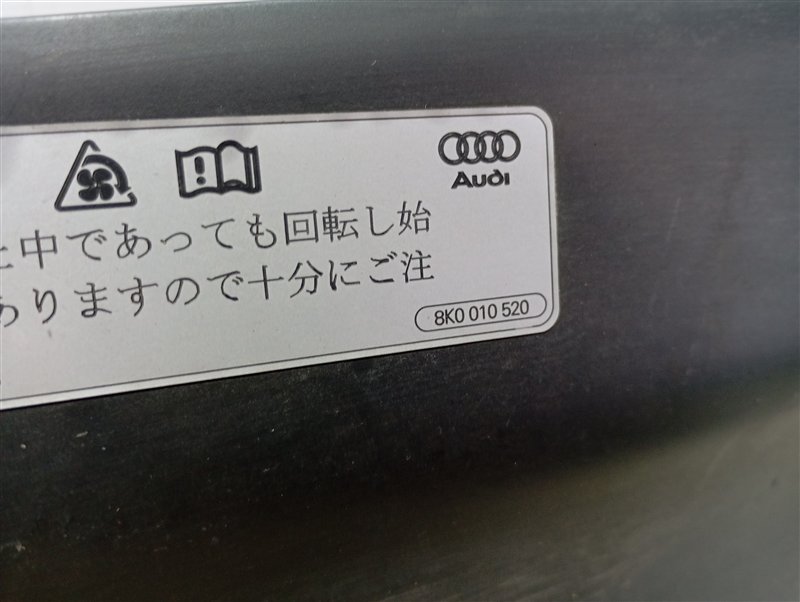 Audi
中であっても回転し始
りますので十分にご注
8K0 010 520